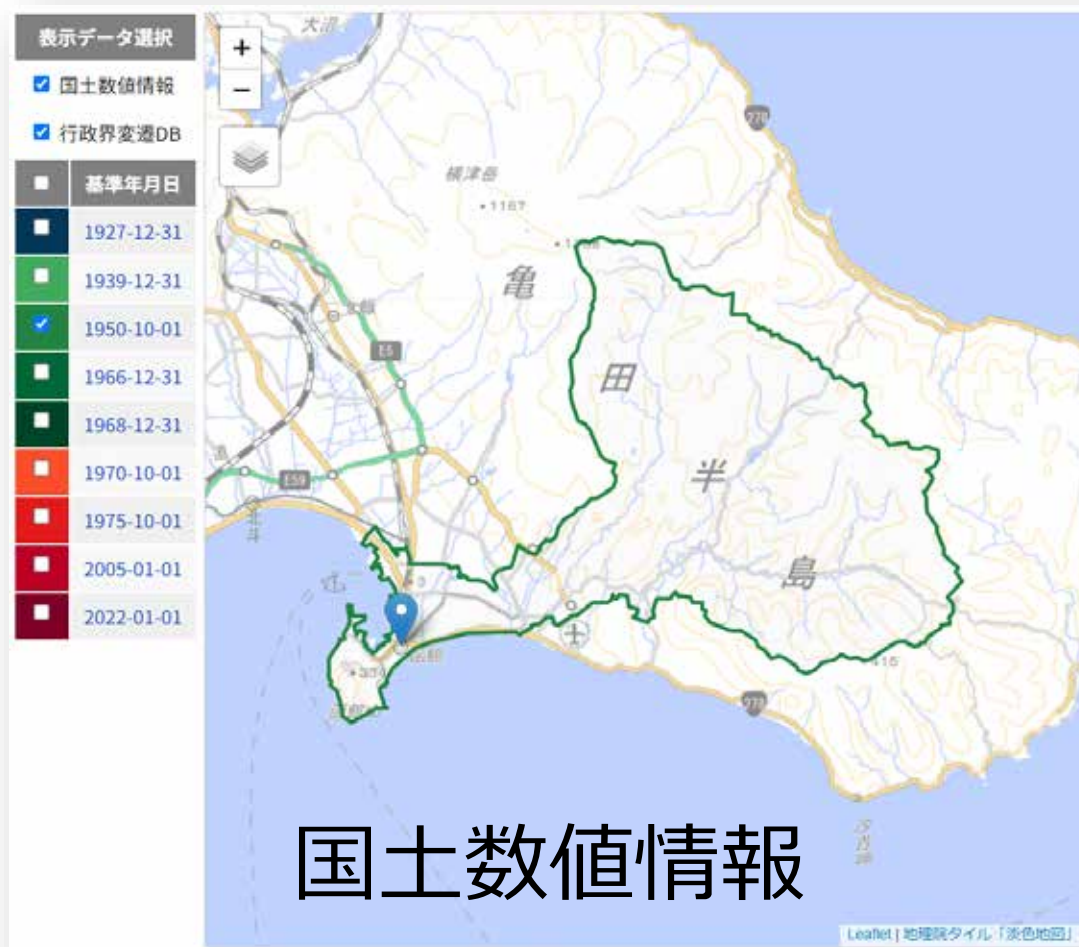 表示データ選択
国土数値情報
行政界変遷DB
基準年月日
1927-12-31
1939-12-31
1950-10-01
1966-12-31
1968-12-31
1970-10-01
1975-10-01
2005-01-01
2022-01-01
+
−
大沼
横津岳
1167
278
亀
田
半
島
E5
E59
278
国土数値情報
Leaflet | 地理院タイル「淡色地図」